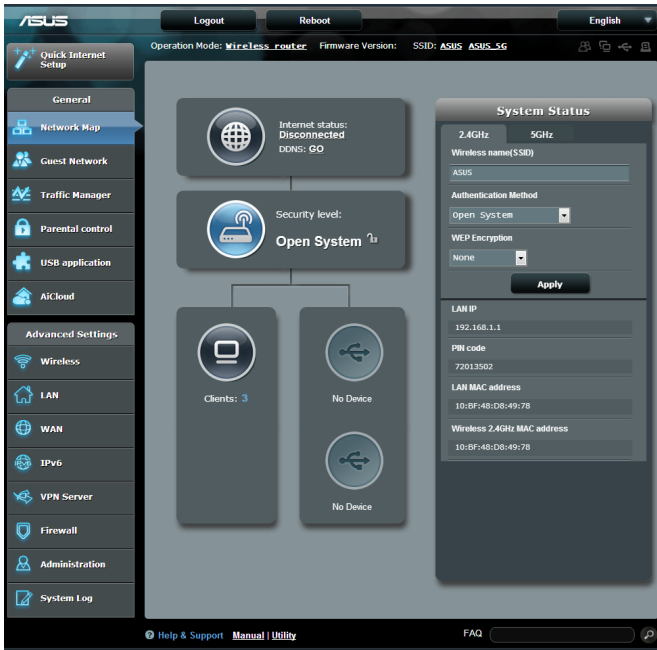 ASUS
Logout
Reboot
English
Quick Internet
Setup
Operation Mode: Wireless router Firmware Version: SSID: ASUS ASUS_5G
General
Network Map
Guest Network
Traffic Manager
Parental control
USB application
AiCloud
Advanced Settings
Wireless
LAN
WAN
IPv6
VPN Server
Firewall
Administration
System Log
Internet status:
Disconnected
DDNS: GO
Security level:
Open System
Clients: 3
No Device
No Device
System Status
2.4GHz 5GHz
Wireless name(SSID)
ASUS
Authentication Method
Open System
WEP Encryption
None
Apply
LAN IP
192.168.1.1
PIN code
72013502
LAN MAC address
10:BF:48:D8:49:78
Wireless 2.4GHz MAC address
10:BF:48:D8:49:78
Help & Support Manual | Utility
FAQ